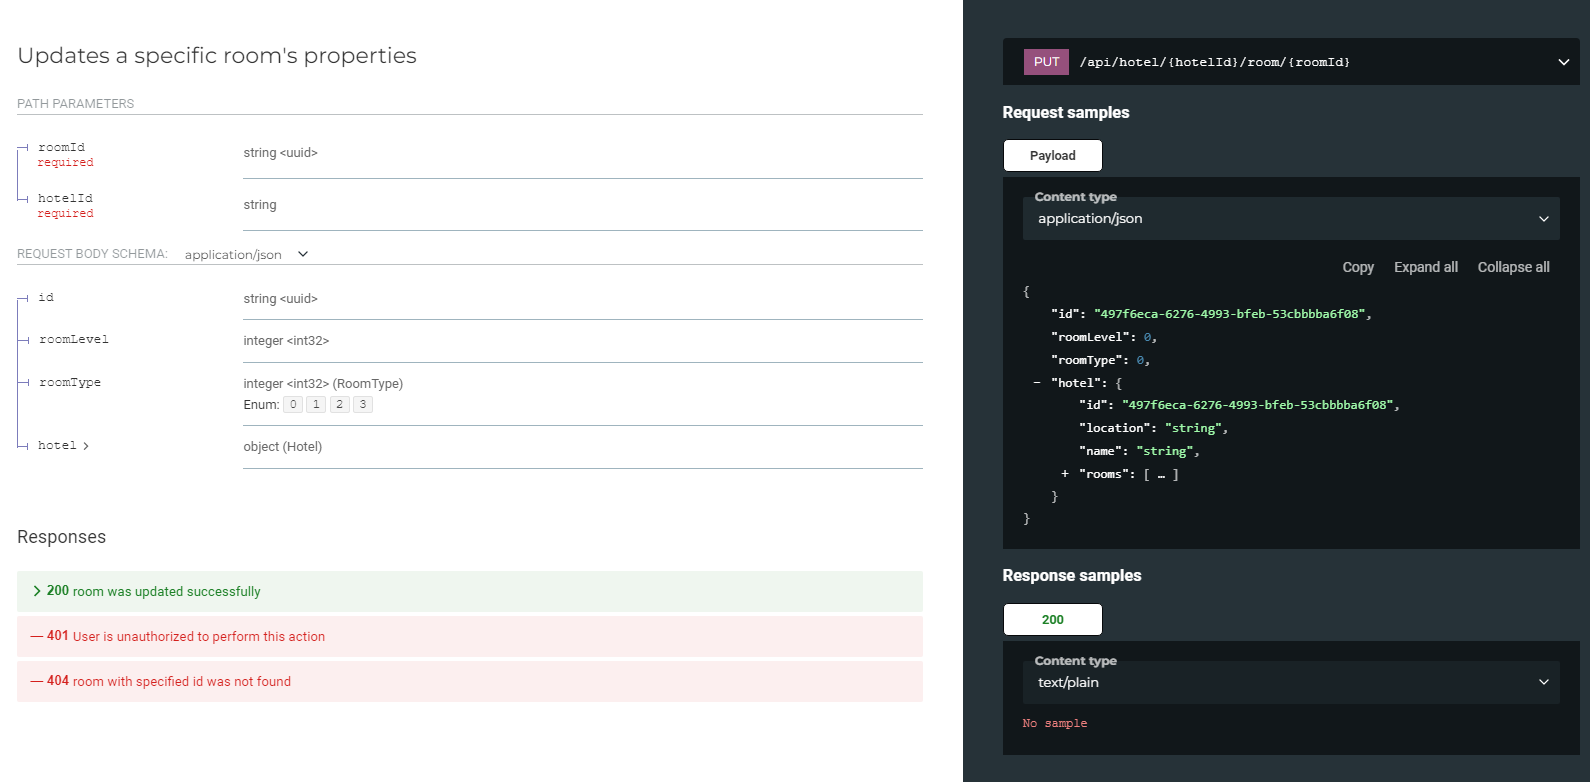 Updates a specific room's properties
PATH PARAMETERS
roomId
required
string <uuid>
hotelId
required
string
REQUEST BODY SCHEMA: application/json
id
string <uuid>
roomLevel
integer <int32>
roomType
integer <int32> (RoomType)
Enum: 0 1 2 3
hotel
object (Hotel)
Responses
200 room was updated successfully
— 401 User is unauthorized to perform this action
— 404 room with specified id was not found
PUT /api/hotel/{hotelId}/room/{roomId}
Request samples
Payload
Content type
application/json
Copy Expand all Collapse all
{
"id": "497f6eca-6276-4993-bfeb-53cbbbba6f08",
"roomLevel": 0,
"roomType": 0,
− "hotel": {
"id": "497f6eca-6276-4993-bfeb-53cbbbba6f08",
"location": "string",
"name": "string",
+ "rooms": [ … ]
}
}
Response samples
200
Content type
text/plain
No sample